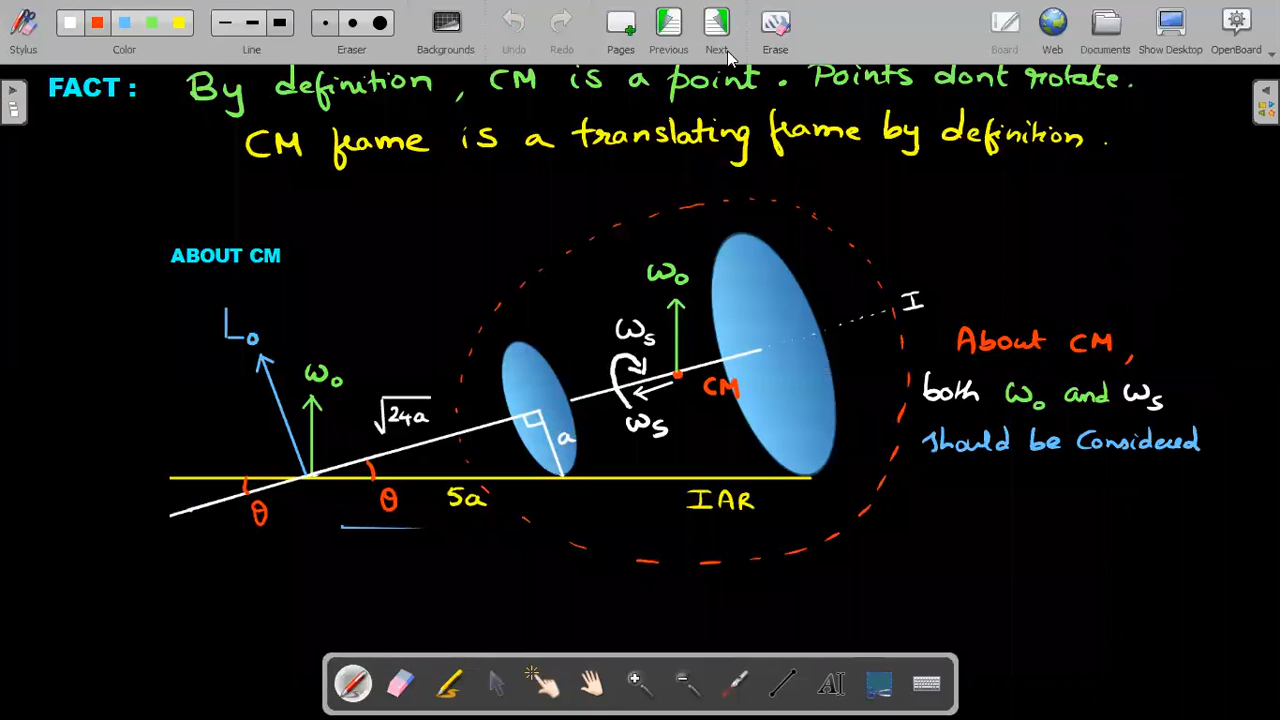 Stylus
Color
Line
Eraser
Backgrounds
Undo
Redo
Pages
Previous
Next
Erase
Board
Web
Documents
Show Desktop
OpenBoard
FACT : By definition, CM is a point. Points dont rotate.
CM frame is a translating frame by definition.
ABOUT CM
L₀
ω₀
√24a
θ
θ
5a
a
ωs
ωs
ω₀
CM
I
IAR
About CM,
both ω₀ and ωs
should be Considered
AI